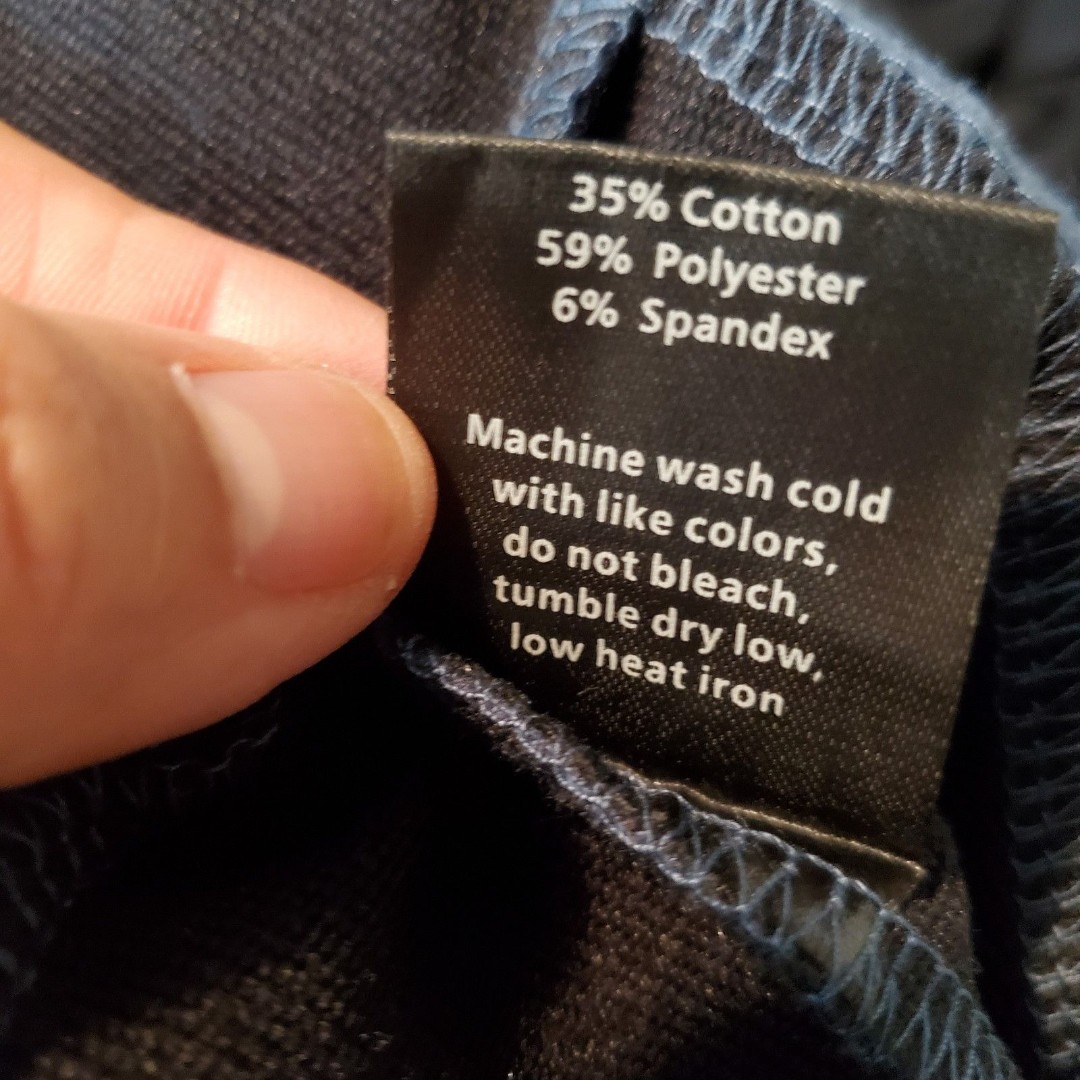 35% Cotton
59% Polyester
6% Spandex
Machine wash cold
with like colors,
do not bleach,
tumble dry low,
low heat iron